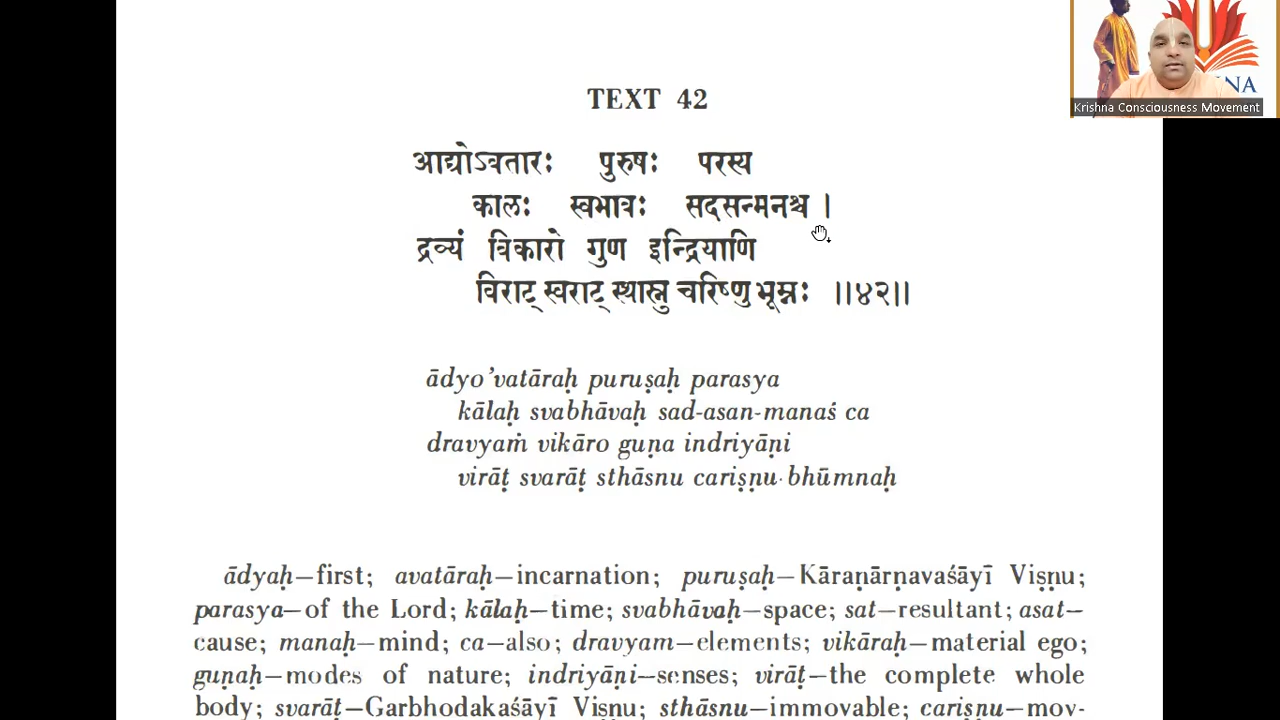 TEXT 42
आद्योऽवतारः पुरुषः परस्य
कालः स्वभावः सदसन्मनश्च ।
द्रव्यं विकारो गुण इन्द्रियाणि
विराट् स्वराट् स्थास्नु चरिष्णु भूम्नः ॥४२॥
ādyo’vatāraḥ puruṣaḥ parasya
kālaḥ svabhāvaḥ sad-asan-manaś ca
dravyaṁ vikāro guṇa indriyāṇi
virāṭ svarāṭ sthāsnu cariṣṇu bhūmnaḥ
ādyaḥ—first; avatāraḥ—incarnation; puruṣaḥ—Kāraṇārṇavaśāyī Viṣṇu;
parasya—of the Lord; kālaḥ—time; svabhāvaḥ—space; sat—resultant; asat—
cause; manaḥ—mind; ca—also; dravyam—elements; vikāraḥ—material ego;
guṇaḥ—modes of nature; indriyāṇi—senses; virāṭ—the complete whole
body; svarāṭ—Garbhodakaśāyī Viṣṇu; sthāsnu—immovable; cariṣṇu—mov-
Krishna Consciousness Movement